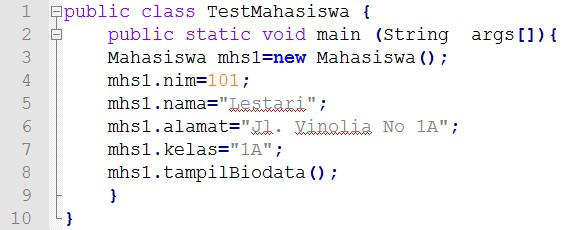 1 public class TestMahasiswa {
2 public static void main (String args[]){
3 Mahasiswa mhs1=new Mahasiswa();
4 mhs1.nim=101;
5 mhs1.nama="Lestari";
6 mhs1.alamat="Jl. Vinolia No 1A";
7 mhs1.kelas="1A";
8 mhs1.tampilBiodata();
9 }
10 }